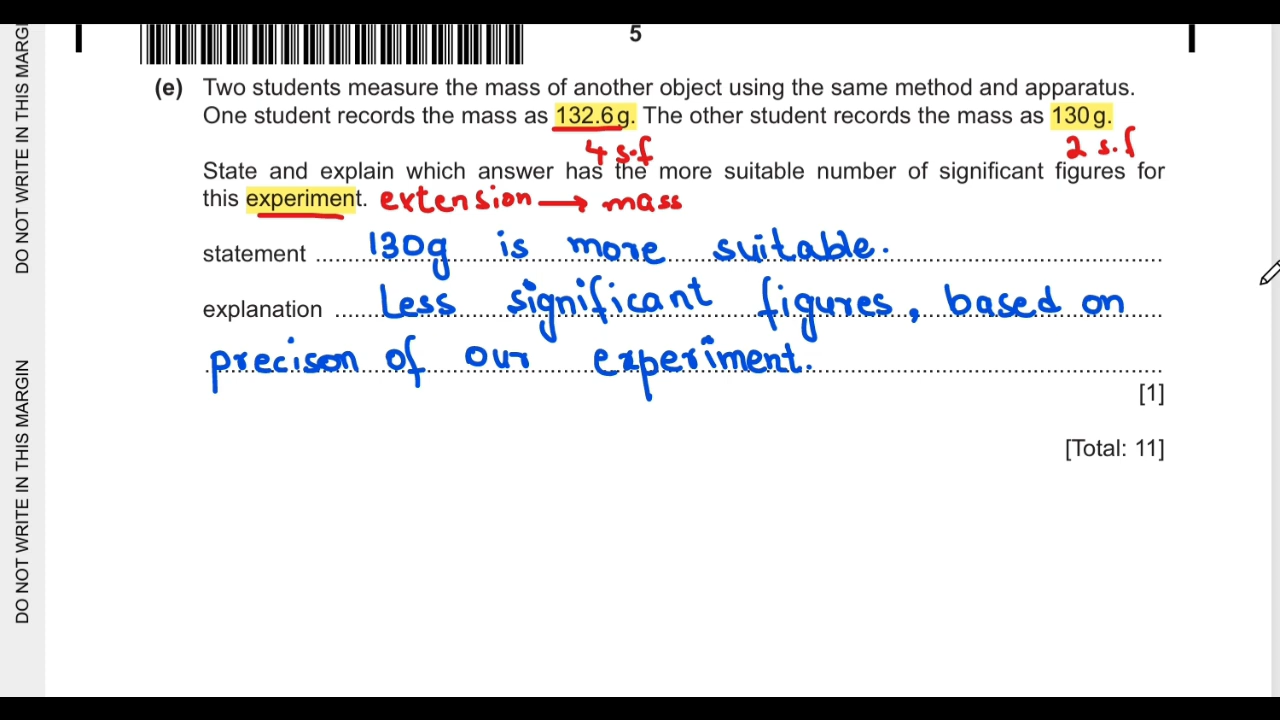 5
(e) Two students measure the mass of another object using the same method and apparatus.
One student records the mass as 132.6 g. The other student records the mass as 130 g.
4 s.f 2 s.f
State and explain which answer has the more suitable number of significant figures for
this experiment. extension → mass
statement 130g is more suitable.
explanation Less significant figures, based on
precison of our experiment.
[1]
[Total: 11]
DO NOT WRITE IN THIS MARGI
DO NOT WRITE IN THIS MARGIN